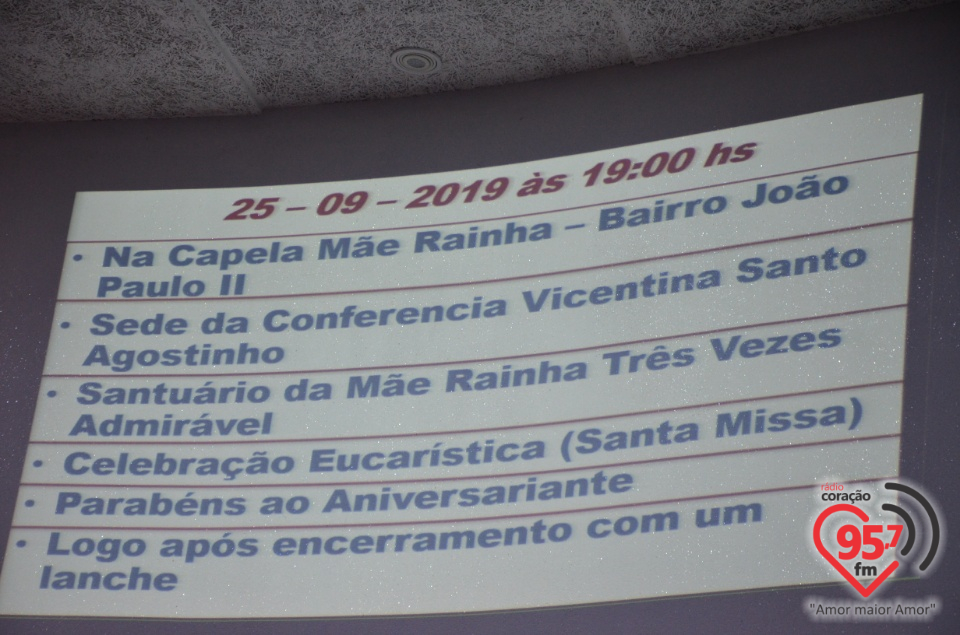 25 – 09 – 2019 às 19:00 hs
• Na Capela Mãe Rainha – Bairro João
Paulo II
• Sede da Conferencia Vicentina Santo
Agostinho
• Santuário da Mãe Rainha Três Vezes
Admirável
• Celebração Eucarística (Santa Missa)
• Parabéns ao Aniversariante
• Logo após encerramento com um
lanche
rádio
coração
95,7
fm
"Amor maior Amor"